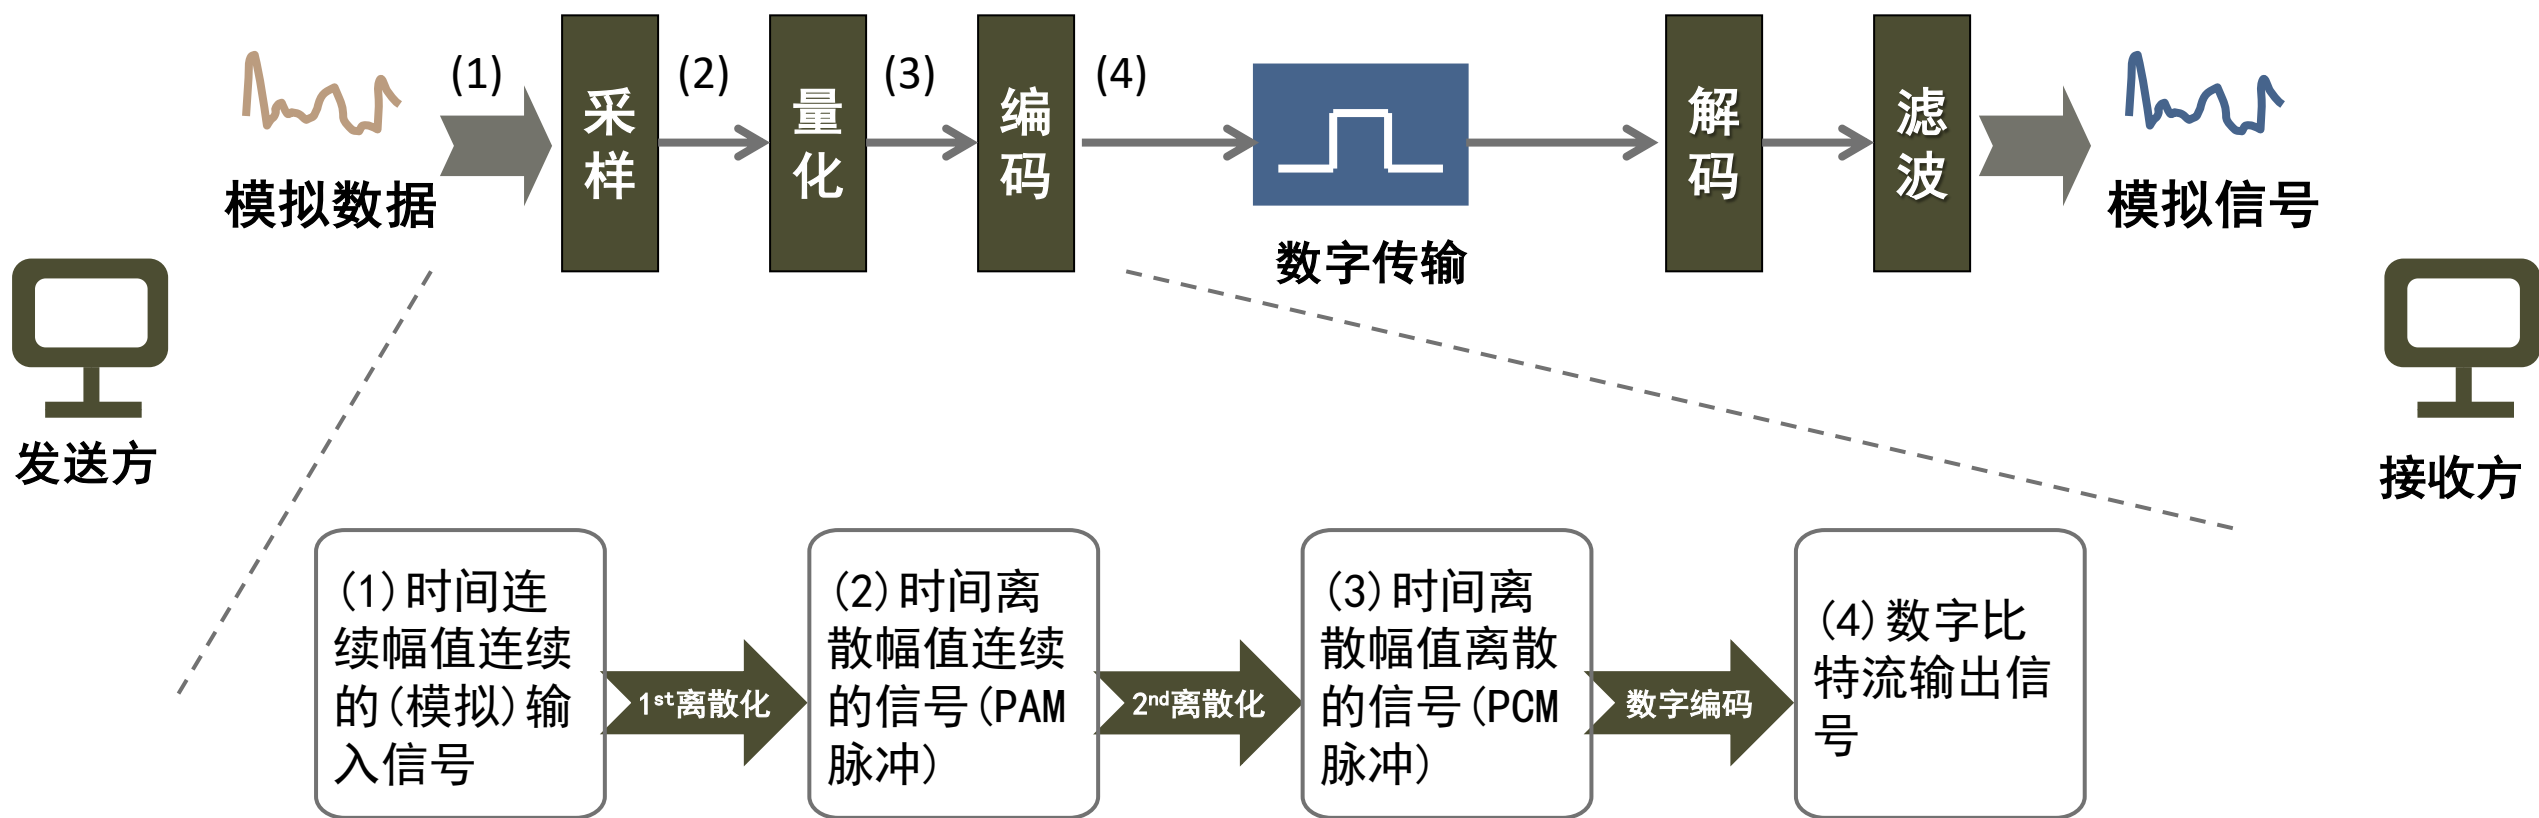 (1)
采样
(2)
量化
(3)
编码
(4)
解码
滤波
模拟数据
数字传输
模拟信号
发送方
接收方
(1)时间连
续幅值连续
的(模拟)输
入信号
1st离散化
(2)时间离
散幅值连续
的信号(PAM
脉冲)
2nd离散化
(3)时间离
散幅值离散
的信号(PCM
脉冲)
数字编码
(4)数字比
特流输出信
号